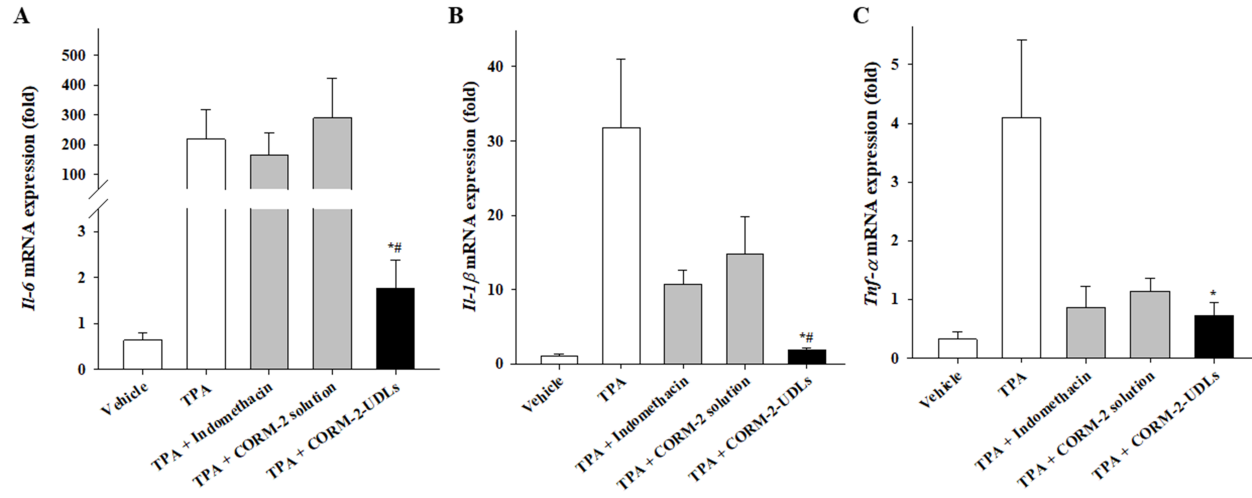 A
Il-6 mRNA expression (fold)
500
400
300
200
100
3
2
1
0
*#
Vehicle
TPA
TPA + Indomethacin
TPA + CORM-2 solution
TPA + CORM-2-UDLs
B
Il-1β mRNA expression (fold)
40
30
20
10
0
*#
Vehicle
TPA
TPA + Indomethacin
TPA + CORM-2 solution
TPA + CORM-2-UDLs
C
Tnf-α mRNA expression (fold)
5
4
3
2
1
0
*
Vehicle
TPA
TPA + Indomethacin
TPA + CORM-2 solution
TPA + CORM-2-UDLs